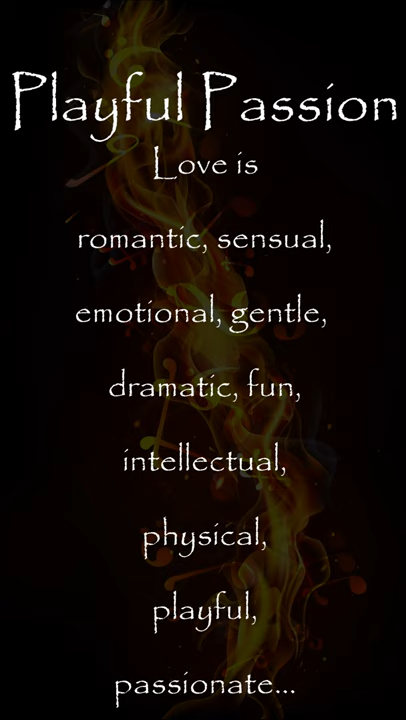 Playful Passion
Love is
romantic, sensual,
emotional, gentle,
dramatic, fun,
intellectual,
physical,
playful,
passionate...